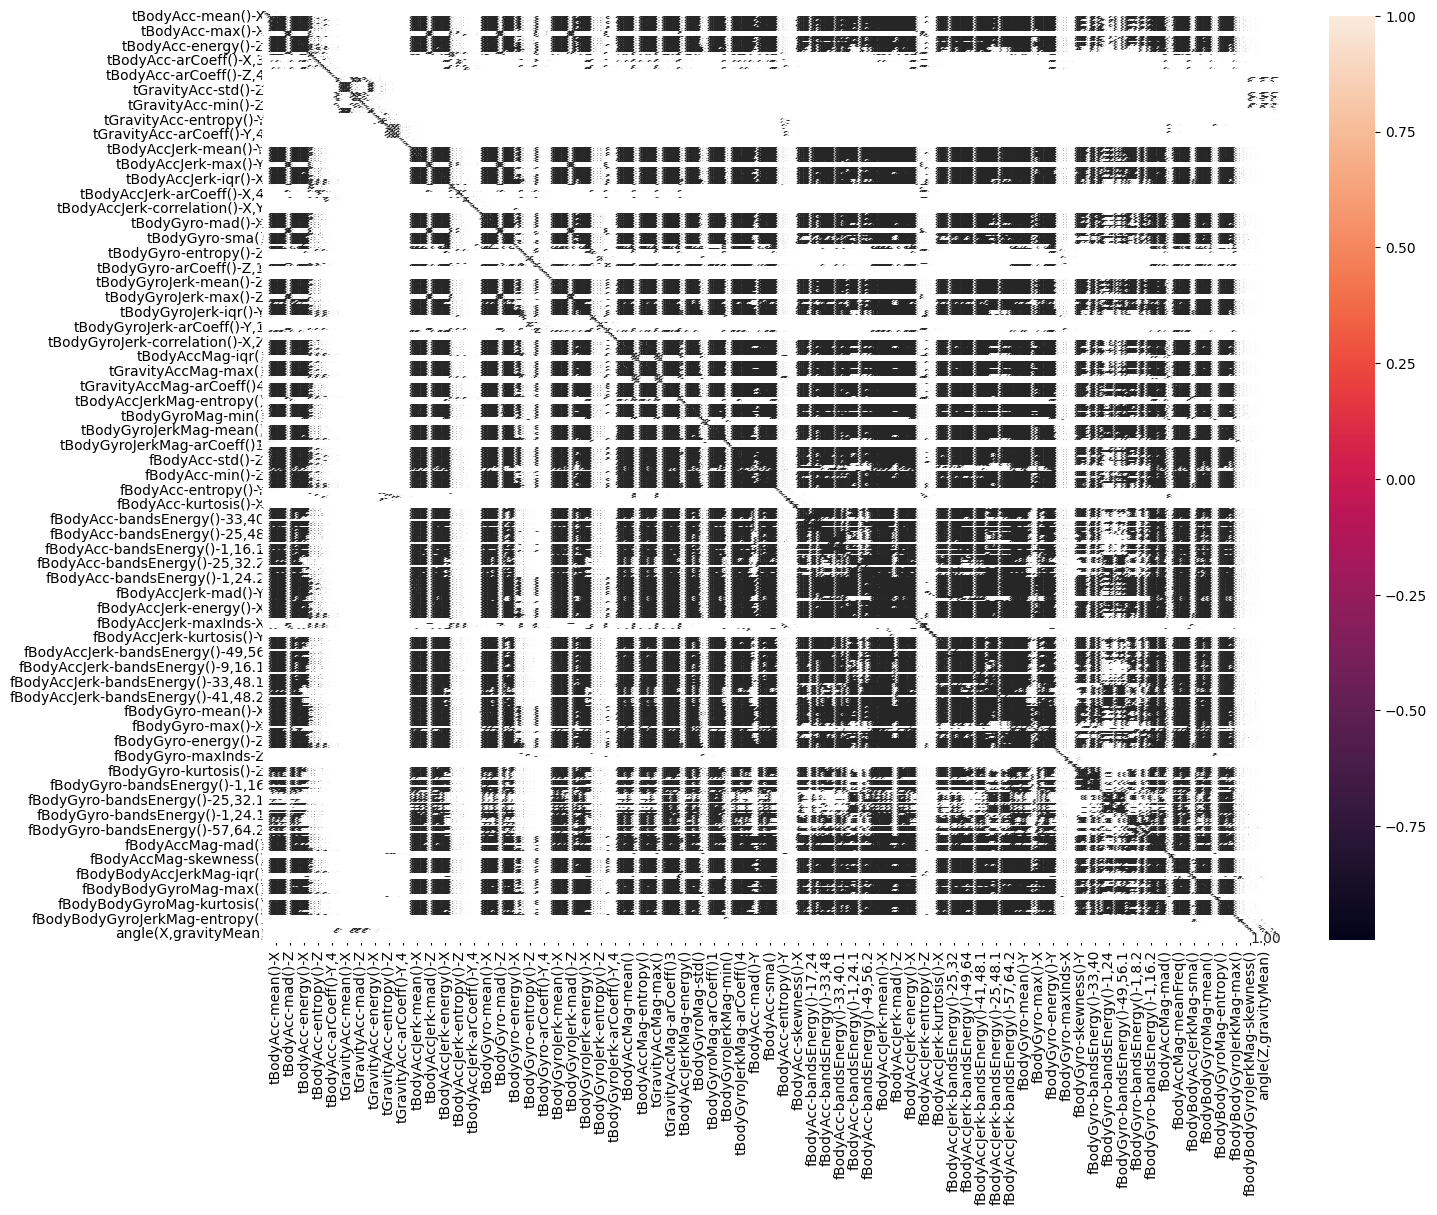 tBodyAcc-mean()-X
tBodyAcc-max()-X
tBodyAcc-energy()-Z
tBodyAcc-arCoeff()-X,3
tBodyAcc-arCoeff()-Z,4
tGravityAcc-std()-Z
tGravityAcc-min()-Z
tGravityAcc-entropy()-Y
tGravityAcc-arCoeff()-Y,4
tBodyAccJerk-mean()-Y
tBodyAccJerk-max()-Y
tBodyAccJerk-iqr()-X
tBodyAccJerk-arCoeff()-X,4
tBodyAccJerk-correlation()-X,Y
tBodyGyro-mad()-X
tBodyGyro-sma()
tBodyGyro-entropy()-Z
tBodyGyro-arCoeff()-Z,1
tBodyGyroJerk-mean()-Z
tBodyGyroJerk-max()-Z
tBodyGyroJerk-iqr()-Y
tBodyGyroJerk-arCoeff()-Y,1
tBodyGyroJerk-correlation()-X,Z
tBodyAccMag-iqr()
tGravityAccMag-max()
tGravityAccMag-arCoeff()4
tBodyAccJerkMag-entropy()
tBodyGyroMag-min()
tBodyGyroJerkMag-mean()
tBodyGyroJerkMag-arCoeff()1
fBodyAcc-std()-Z
fBodyAcc-min()-Z
fBodyAcc-entropy()-Y
fBodyAcc-kurtosis()-X
fBodyAcc-bandsEnergy()-33,40
fBodyAcc-bandsEnergy()-25,48
fBodyAcc-bandsEnergy()-1,16.1
fBodyAcc-bandsEnergy()-25,32.2
fBodyAcc-bandsEnergy()-1,24.2
fBodyAccJerk-mad()-Y
fBodyAccJerk-energy()-X
fBodyAccJerk-maxInds-X
fBodyAccJerk-kurtosis()-Y
fBodyAccJerk-bandsEnergy()-49,56
fBodyAccJerk-bandsEnergy()-9,16.1
fBodyAccJerk-bandsEnergy()-33,48.1
fBodyAccJerk-bandsEnergy()-41,48.2
fBodyGyro-mean()-X
fBodyGyro-max()-X
fBodyGyro-energy()-Z
fBodyGyro-maxInds-Z
fBodyGyro-kurtosis()-Z
fBodyGyro-bandsEnergy()-1,16
fBodyGyro-bandsEnergy()-25,32.1
fBodyGyro-bandsEnergy()-1,24.1
fBodyGyro-bandsEnergy()-57,64.2
fBodyAccMag-mad()
fBodyAccMag-skewness()
fBodyBodyAccJerkMag-iqr()
fBodyBodyGyroMag-max()
fBodyBodyGyroMag-kurtosis()
fBodyBodyGyroJerkMag-entropy()
angle(X,gravityMean)
1.00
tBodyAcc-mean()-X
tBodyAcc-mad()-Z
tBodyAcc-energy()-X
tBodyAcc-entropy()-Z
tBodyAcc-arCoeff()-Y,4
tGravityAcc-mean()-X
tGravityAcc-mad()-Z
tGravityAcc-energy()-X
tGravityAcc-entropy()-Z
tGravityAcc-arCoeff()-Y,4
tBodyAccJerk-mean()-X
tBodyAccJerk-mad()-Z
tBodyAccJerk-energy()-X
tBodyAccJerk-entropy()-Z
tBodyAccJerk-arCoeff()-Y,4
tBodyGyro-mean()-X
tBodyGyro-mad()-Z
tBodyGyro-energy()-X
tBodyGyro-entropy()-Z
tBodyGyro-arCoeff()-Y,4
tBodyGyroJerk-mean()-X
tBodyGyroJerk-mad()-Z
tBodyGyroJerk-energy()-X
tBodyGyroJerk-entropy()-Z
tBodyGyroJerk-arCoeff()-Y,4
tBodyAccMag-mean()
tBodyAccMag-entropy()
tGravityAccMag-max()
tGravityAccMag-arCoeff()3
tBodyAccJerkMag-energy()
tBodyGyroMag-std()
tBodyGyroMag-arCoeff()1
tBodyGyroJerkMag-min()
tBodyGyroJerkMag-arCoeff()4
fBodyAcc-mad()-Y
fBodyAcc-sma()
fBodyAcc-entropy()-Y
fBodyAcc-skewness()-X
fBodyAcc-bandsEnergy()-17,24
fBodyAcc-bandsEnergy()-33,48
fBodyAcc-bandsEnergy()-33,40.1
fBodyAcc-bandsEnergy()-1,24.1
fBodyAcc-bandsEnergy()-49,56.2
fBodyAccJerk-mean()-X
fBodyAccJerk-mad()-Z
fBodyAccJerk-energy()-X
fBodyAccJerk-entropy()-Z
fBodyAccJerk-kurtosis()-X
fBodyAccJerk-bandsEnergy()-25,32
fBodyAccJerk-bandsEnergy()-49,64
fBodyAccJerk-bandsEnergy()-41,48.1
fBodyAccJerk-bandsEnergy()-25,48.1
fBodyAccJerk-bandsEnergy()-57,64.2
fBodyGyro-mean()-Y
fBodyGyro-max()-X
fBodyGyro-energy()-Y
fBodyGyro-maxInds-X
fBodyGyro-skewness()-Y
fBodyGyro-bandsEnergy()-33,40
fBodyGyro-bandsEnergy()-1,24
fBodyGyro-bandsEnergy()-49,56.1
fBodyGyro-bandsEnergy()-1,8.2
fBodyGyro-bandsEnergy()-1,16.2
fBodyAccMag-mad()
fBodyAccMag-meanFreq()
fBodyBodyAccJerkMag-sma()
fBodyBodyGyroMag-mean()
fBodyBodyGyroMag-entropy()
fBodyBodyGyroJerkMag-max()
fBodyBodyGyroJerkMag-skewness()
angle(Z,gravityMean)
1.00
0.75
0.50
0.25
0.00
−0.25
−0.50
−0.75